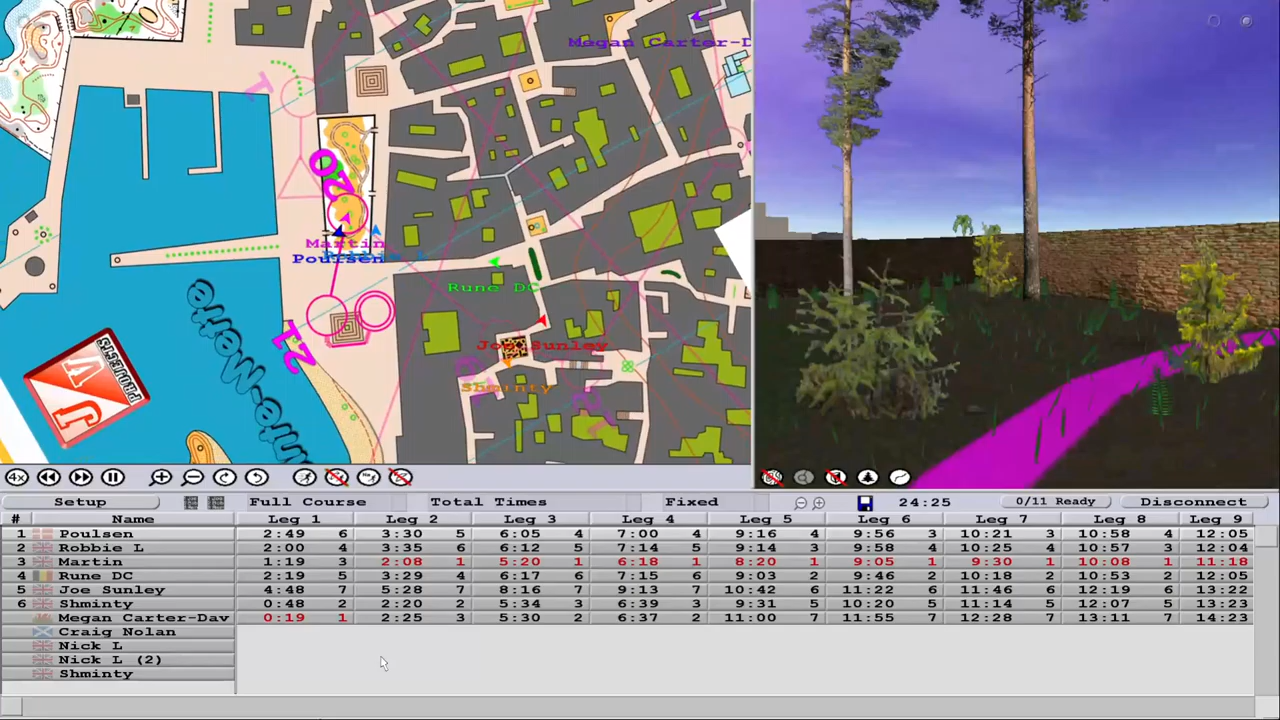 Megan Carter-D
1
20
Martin
Poulsen
Rune DC
21
Joe Sunley
Shminty
PROJECTS
4x
Setup
Full Course
Total Times
Fixed
24:25
0/11 Ready
Disconnect
# Name Leg 1 Leg 2 Leg 3 Leg 4 Leg 5 Leg 6 Leg 7 Leg 8 Leg 9
1 Poulsen 2:49 6 3:30 5 6:05 4 7:00 4 9:16 4 9:56 3 10:21 3 10:58 4 12:05
2 Robbie L 2:00 4 3:35 6 6:12 5 7:14 5 9:14 3 9:58 4 10:25 4 10:57 3 12:04
3 Martin 1:19 3 2:08 1 5:20 1 6:18 1 8:20 1 9:05 1 9:30 1 10:08 1 11:18
4 Rune DC 2:19 5 3:29 4 6:17 6 7:15 6 9:03 2 9:46 2 10:18 2 10:53 2 12:05
5 Joe Sunley 4:48 7 5:28 7 8:16 7 9:13 7 10:42 6 11:22 6 11:46 6 12:19 6 13:22
6 Shminty 0:48 2 2:20 2 5:34 3 6:39 3 9:31 5 10:20 5 11:14 5 12:07 5 13:23
Megan Carter-Dav 0:19 1 2:25 3 5:30 2 6:37 2 11:00 7 11:55 7 12:28 7 13:11 7 14:23
Craig Nolan
Nick L
Nick L (2)
Shminty